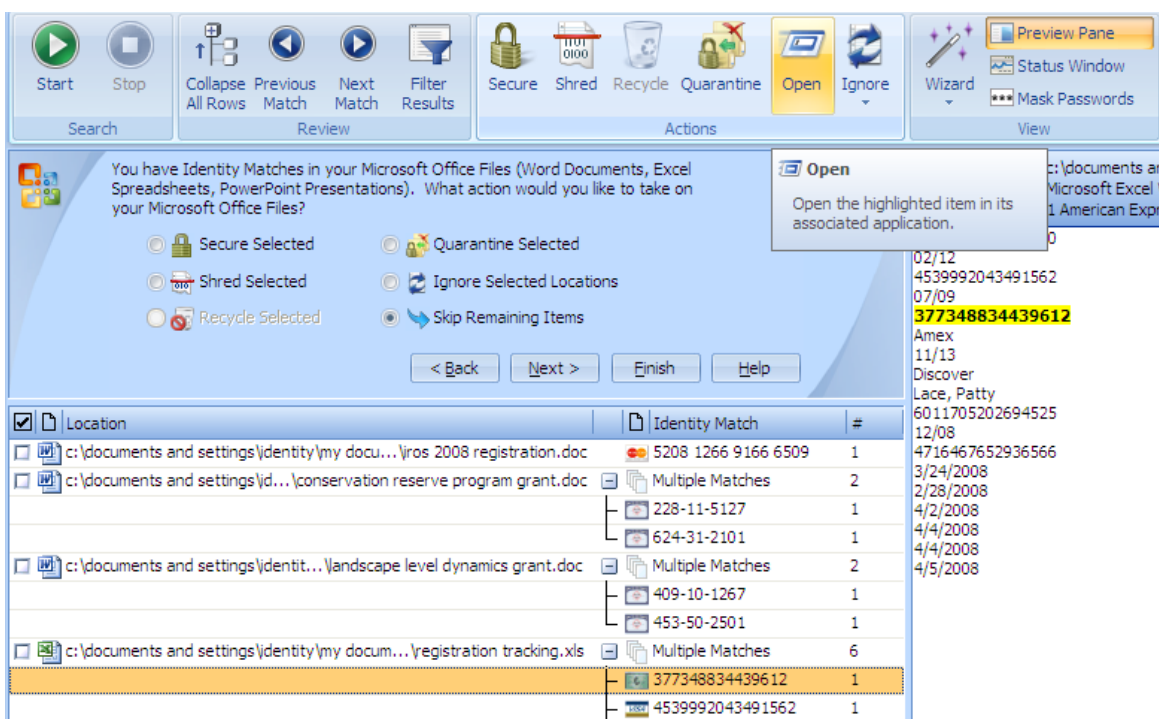 Start
Stop
Collapse All Rows
Previous Match
Next Match
Filter Results
Secure
Shred
Recycle
Quarantine
Open
Ignore
Wizard
Preview Pane
Status Window
Mask Passwords
Search
Review
Actions
View
You have Identity Matches in your Microsoft Office Files (Word Documents, Excel
Spreadsheets, PowerPoint Presentations). What action would you like to take on
your Microsoft Office Files?
Secure Selected
Quarantine Selected
Shred Selected
Ignore Selected Locations
Recycle Selected
Skip Remaining Items
< Back
Next >
Finish
Help
Open
Open the highlighted item in its
associated application.
c:\documents
Microsoft Excel
1 American
0
02/12
4539992043491562
07/09
377348834439612
Amex
11/13
Discover
Lace, Patty
6011705202694525
12/08
4716467652936566
3/24/2008
2/28/2008
4/2/2008
4/4/2008
4/4/2008
4/5/2008
Location
Identity Match
#
c:\documents and settings\identity\my docu...\iros 2008 registration.doc 5208 1266 9166 6509 1
c:\documents and settings\id...\conservation reserve program grant.doc Multiple Matches 2
228-11-5127 1
624-31-2101 1
c:\documents and settings\identit...\landscape level dynamics grant.doc Multiple Matches 2
409-10-1267 1
453-50-2501 1
c:\documents and settings\identity\my docum...\registration tracking.xls Multiple Matches 6
377348834439612 1
4539992043491562 1